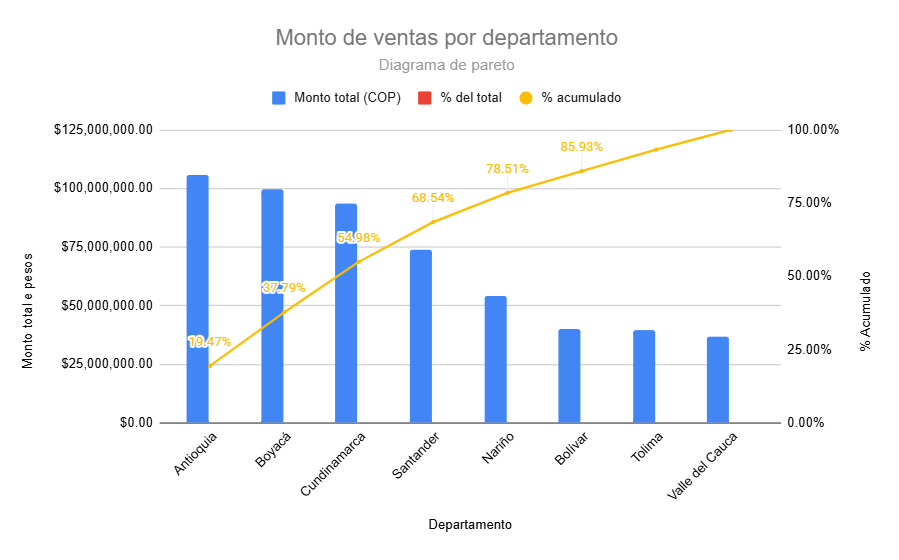 Monto de ventas por departamento
Diagrama de pareto
Monto total (COP) % del total % acumulado
$125,000,000.00
$100,000,000.00
$75,000,000.00
$50,000,000.00
$25,000,000.00
$0.00
Monto total e pesos
19.47%
37.79%
54.98%
68.54%
78.51%
85.93%
100.00%
75.00%
50.00%
25.00%
0.00%
% Acumulado
Antioquia
Boyacá
Cundinamarca
Santander
Nariño
Bolívar
Tolima
Valle del Cauca
Departamento